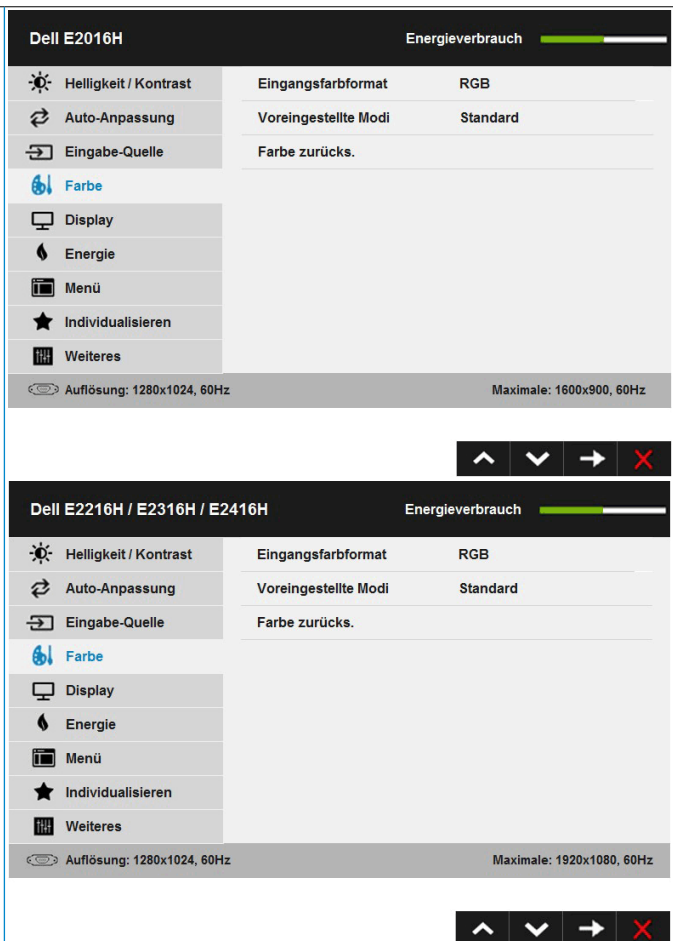 Dell E2016H Energieverbrauch
Helligkeit / Kontrast Eingangsfarbformat RGB
Auto-Anpassung Voreingestellte Modi Standard
Eingabe-Quelle Farbe zurücks.
Farbe
Display
Energie
Menü
Individualisieren
Weiteres
Auflösung: 1280x1024, 60Hz Maximale: 1600x900, 60Hz
Dell E2216H / E2316H / E2416H Energieverbrauch
Helligkeit / Kontrast Eingangsfarbformat RGB
Auto-Anpassung Voreingestellte Modi Standard
Eingabe-Quelle Farbe zurücks.
Farbe
Display
Energie
Menü
Individualisieren
Weiteres
Auflösung: 1280x1024, 60Hz Maximale: 1920x1080, 60Hz